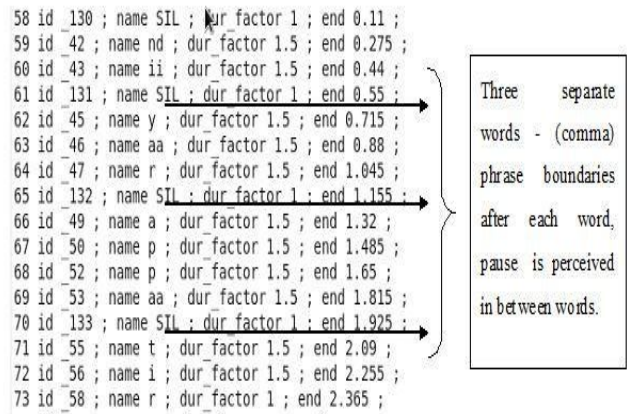 58 id _130 ; name SIL ; dur_factor 1 ; end 0.11 ;
59 id _42 ; name nd ; dur_factor 1.5 ; end 0.275 ;
60 id _43 ; name ii ; dur_factor 1.5 ; end 0.44 ;
61 id _131 ; name SIL ; dur_factor 1 ; end 0.55 ;
62 id _45 ; name y ; dur_factor 1.5 ; end 0.715 ;
63 id _46 ; name aa ; dur_factor 1.5 ; end 0.88 ;
64 id _47 ; name r ; dur_factor 1.5 ; end 1.045 ;
65 id _132 ; name SIL ; dur_factor 1 ; end 1.155 ;
66 id _49 ; name a ; dur_factor 1.5 ; end 1.32 ;
67 id _50 ; name p ; dur_factor 1.5 ; end 1.485 ;
68 id _52 ; name p ; dur_factor 1.5 ; end 1.65 ;
69 id _53 ; name aa ; dur_factor 1.5 ; end 1.815 ;
70 id _133 ; name SIL ; dur_factor 1 ; end 1.925 ;
71 id _55 ; name t ; dur_factor 1.5 ; end 2.09 ;
72 id _56 ; name i ; dur_factor 1.5 ; end 2.255 ;
73 id _58 ; name r ; dur_factor 1 ; end 2.365 ;
Three separate
words - (comma)
phrase boundaries
after each word,
pause is perceived
in between words.